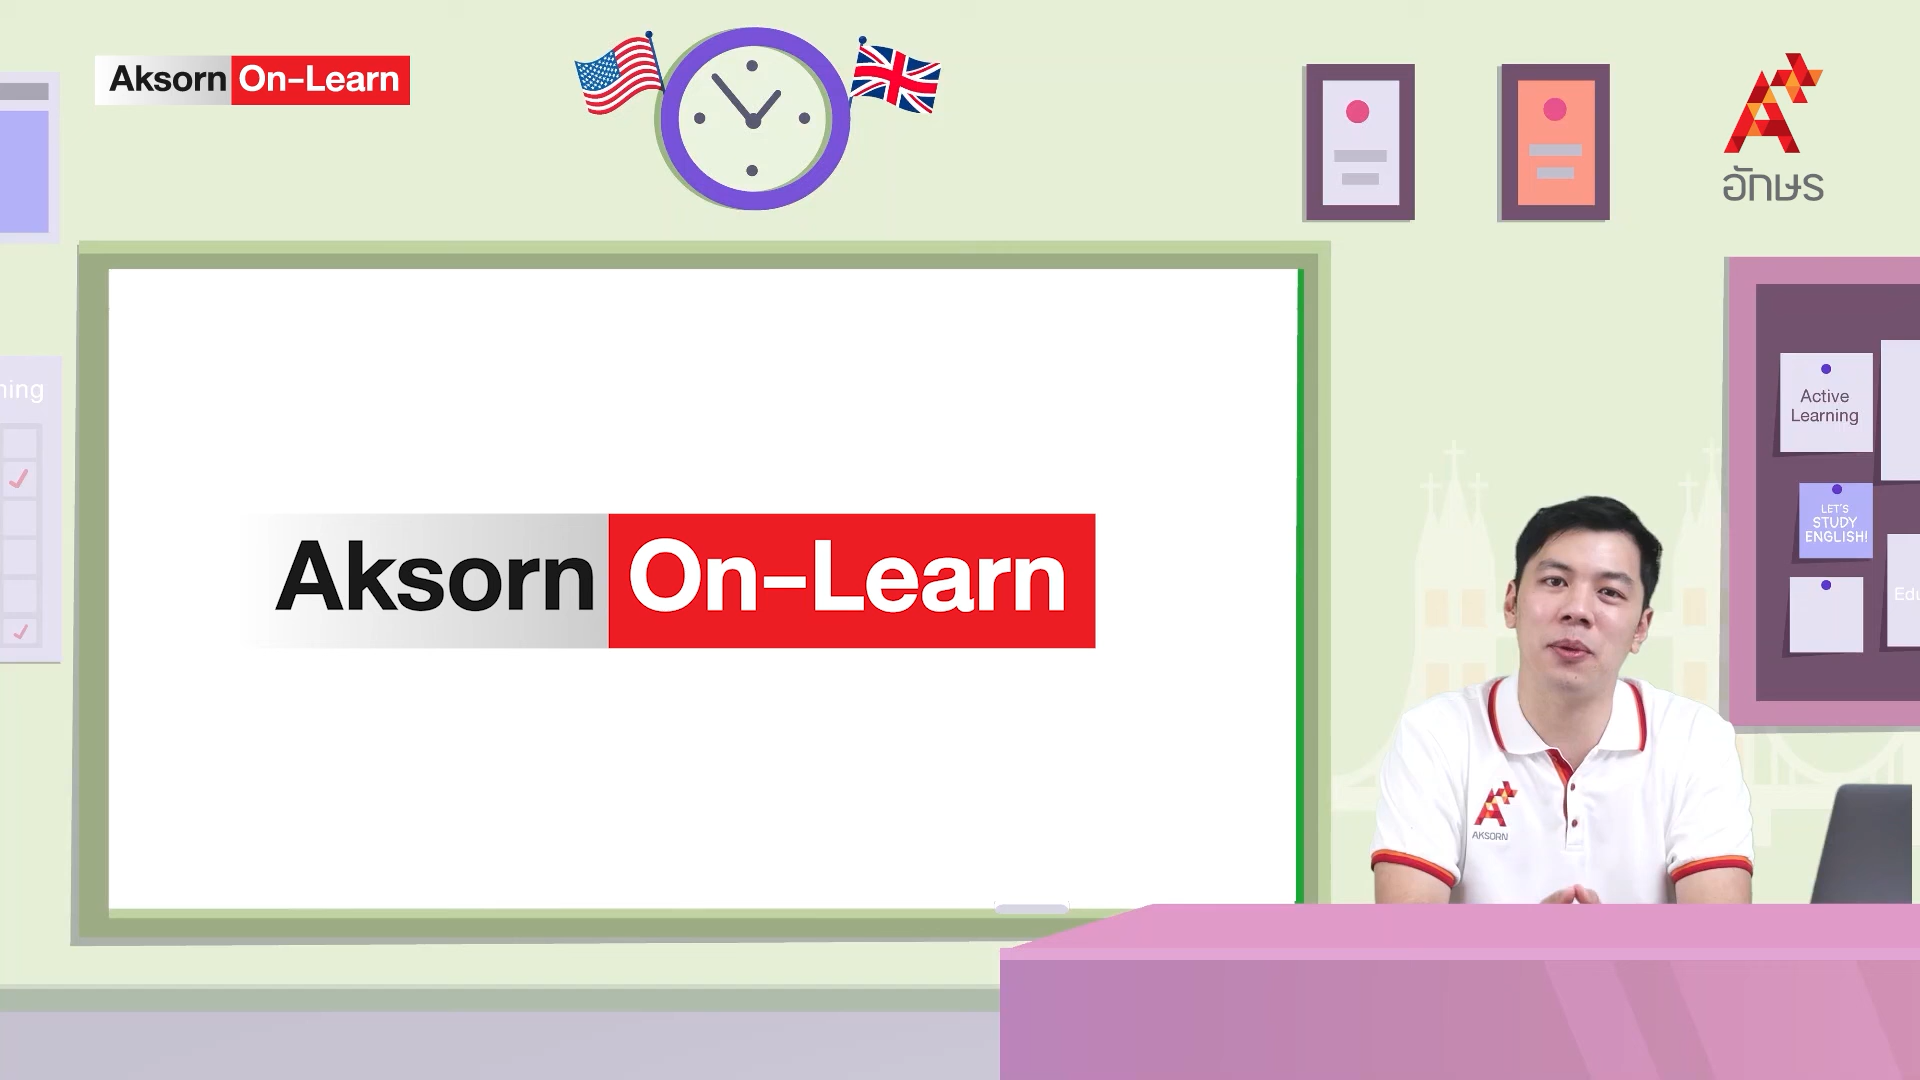 Aksorn On-Learn
อักษร
ning
Active
Learning
LET'S
STUDY
ENGLISH!
Edu
Aksorn On-Learn
AKSORN